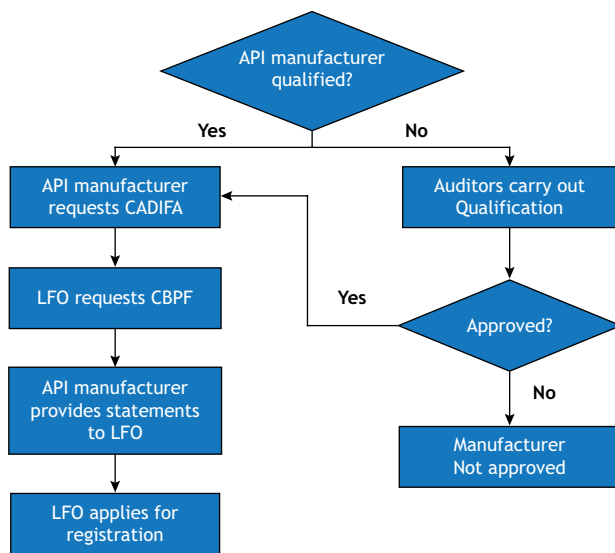 API manufacturer
qualified?
Yes
No
API manufacturer
requests CADIFA
Auditors carry out
Qualification
LFO requests CBPF
Yes
Approved?
API manufacturer
provides statements
to LFO
No
Manufacturer
Not approved
LFO applies for
registration